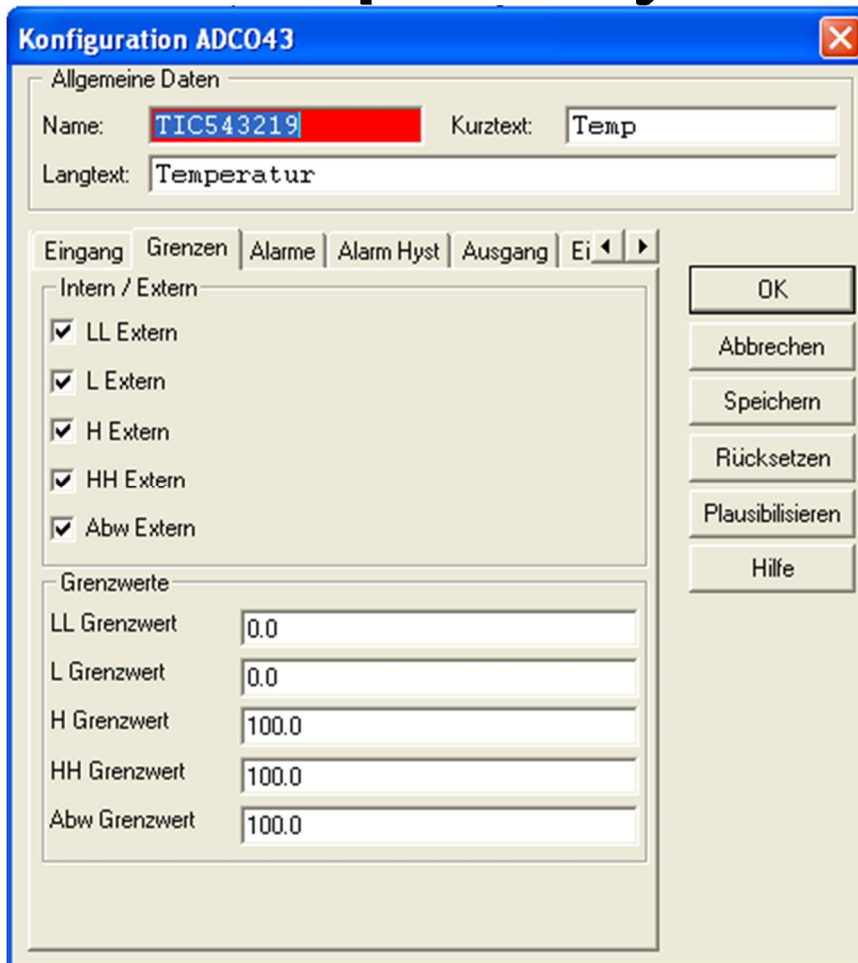 Konfiguration ADCO43
Allgemeine Daten
Name: TIC543219 Kurztext: Temp
Langtext: Temperatur
Eingang Grenzen Alarme Alarm Hyst Ausgang Ei
Intern / Extern
LL Extern
L Extern
H Extern
HH Extern
Abw Extern
Grenzwerte
LL Grenzwert 0.0
L Grenzwert 0.0
H Grenzwert 100.0
HH Grenzwert 100.0
Abw Grenzwert 100.0
OK
Abbrechen
Speichern
Rücksetzen
Plausibilisieren
Hilfe